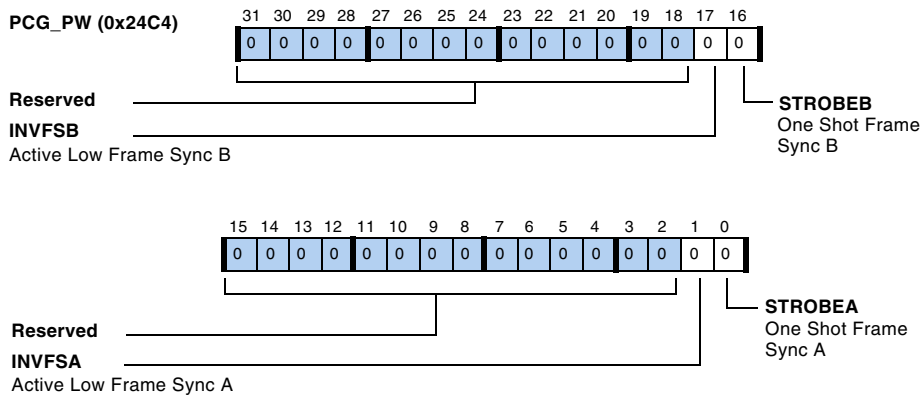 PCG_PW (0x24C4)
31 30 29 28 27 26 25 24 23 22 21 20 19 18 17 16
0 0 0 0 0 0 0 0 0 0 0 0 0 0 0 0
Reserved
INVFSB
Active Low Frame Sync B
STROBEB
One Shot Frame
Sync B
15 14 13 12 11 10 9 8 7 6 5 4 3 2 1 0
0 0 0 0 0 0 0 0 0 0 0 0 0 0 0 0
Reserved
INVFSA
Active Low Frame Sync A
STROBEA
One Shot Frame
Sync A